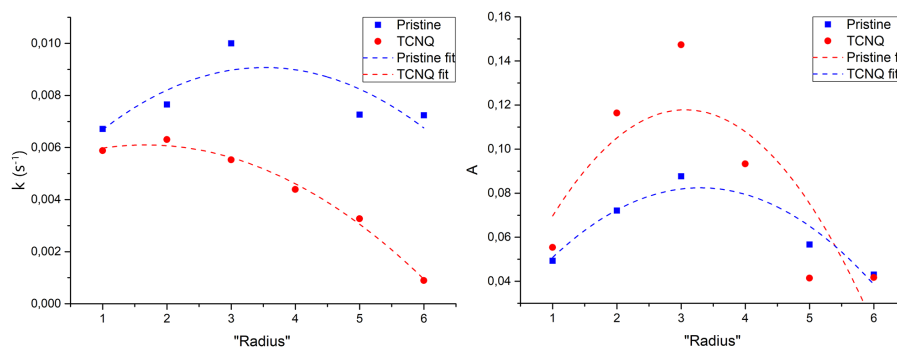 Pristine
TCNQ
Pristine fit
TCNQ fit
0,010
0,008
0,006
0,004
0,002
0,000
k (s⁻¹)
1 2 3 4 5 6
"Radius"
Pristine
TCNQ
Pristine f
TCNQ fit
0,16
0,14
0,12
0,10
0,08
0,06
0,04
A
1 2 3 4 5 6
"Radius"